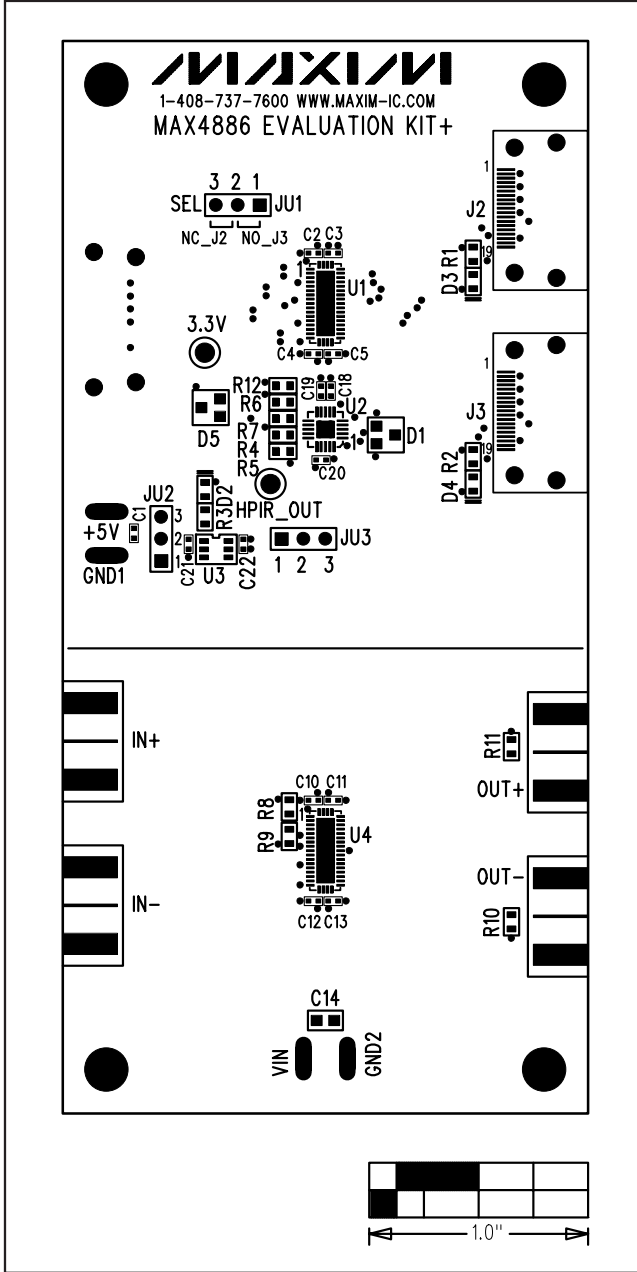 MAXIM
1-408-737-7600 WWW.MAXIM-IC.COM
MAX4886 EVALUATION KIT+
3 2 1
SEL JU1
NC_J2 NO_J3
C2 C3
1
U1
C4 C5
3.3V
1
J2
19
R1
D3
1
J3
19
R2
D4
R12
R6
R7
R4
R5
C19
C18
U2
1
C20
D1
D5
HPIR_OUT
JU2
3
2
1
C1
+5V
GND1
R3
D2
C21
U3
C22
JU3
1 2 3
IN+
IN-
R11
OUT+
OUT-
R10
C10 C11
R8
R9
1
U4
C12 C13
C14
VIN
GND2
1.0"